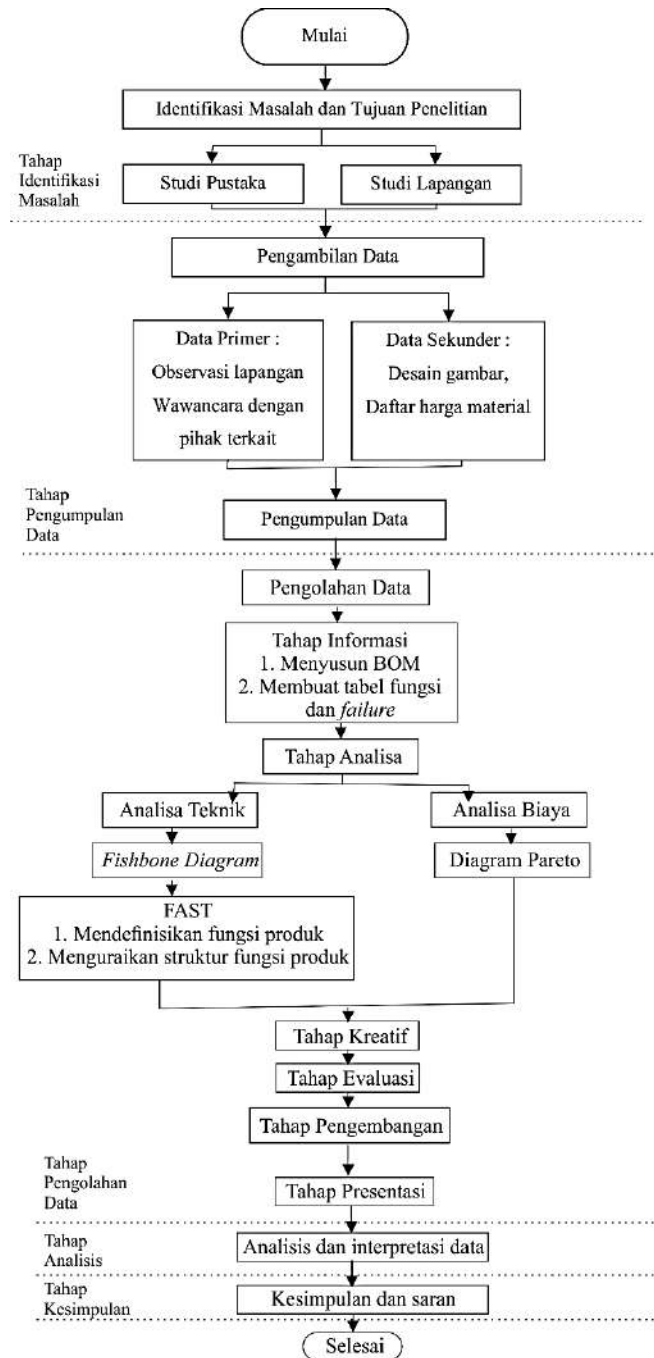 Mulai
Identifikasi Masalah dan Tujuan Penelitian
Tahap
Identifikasi
Masalah
Studi Pustaka
Studi Lapangan
Pengambilan Data
Data Primer :
Observasi lapangan
Wawancara dengan
pihak terkait
Data Sekunder :
Desain gambar,
Daftar harga material
Tahap
Pengumpulan
Data
Pengumpulan Data
Pengolahan Data
Tahap Informasi
1. Menyusun BOM
2. Membuat tabel fungsi
dan failure
Tahap Analisa
Analisa Teknik
Analisa Biaya
Fishbone Diagram
Diagram Pareto
FAST
1. Mendefinisikan fungsi produk
2. Menguraikan struktur fungsi produk
Tahap Kreatif
Tahap Evaluasi
Tahap Pengembangan
Tahap
Pengolahan
Data
Tahap Presentasi
Tahap
Analisis
Analisis dan interpretasi data
Tahap
Kesimpulan
Kesimpulan dan saran
Selesai